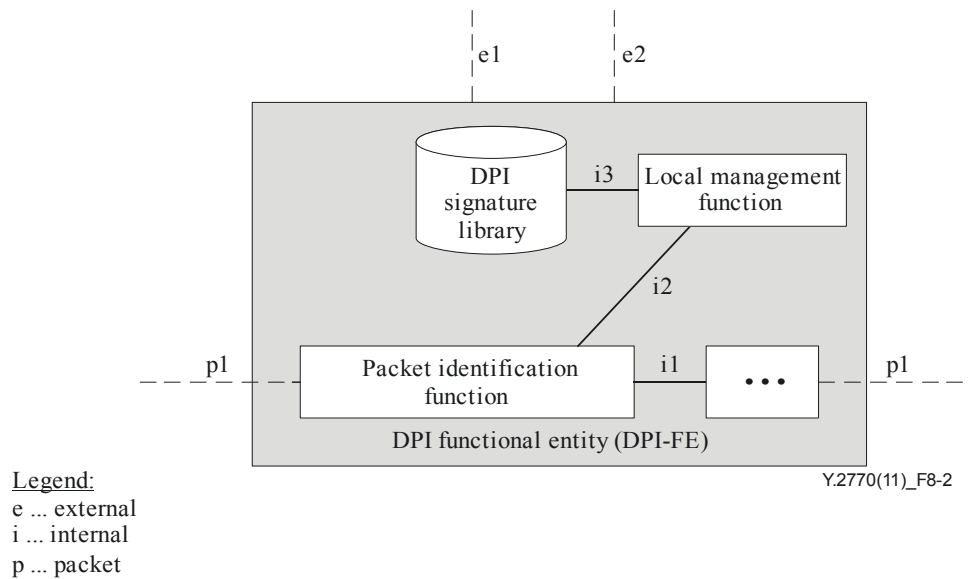 e1
e2
DPI
signature
library
i3
Local management
function
i2
p1
Packet identification
function
i1
•••
p1
DPI functional entity (DPI-FE)
Y.2770(11)_F8-2
Legend:
e ... external
i ... internal
p ... packet